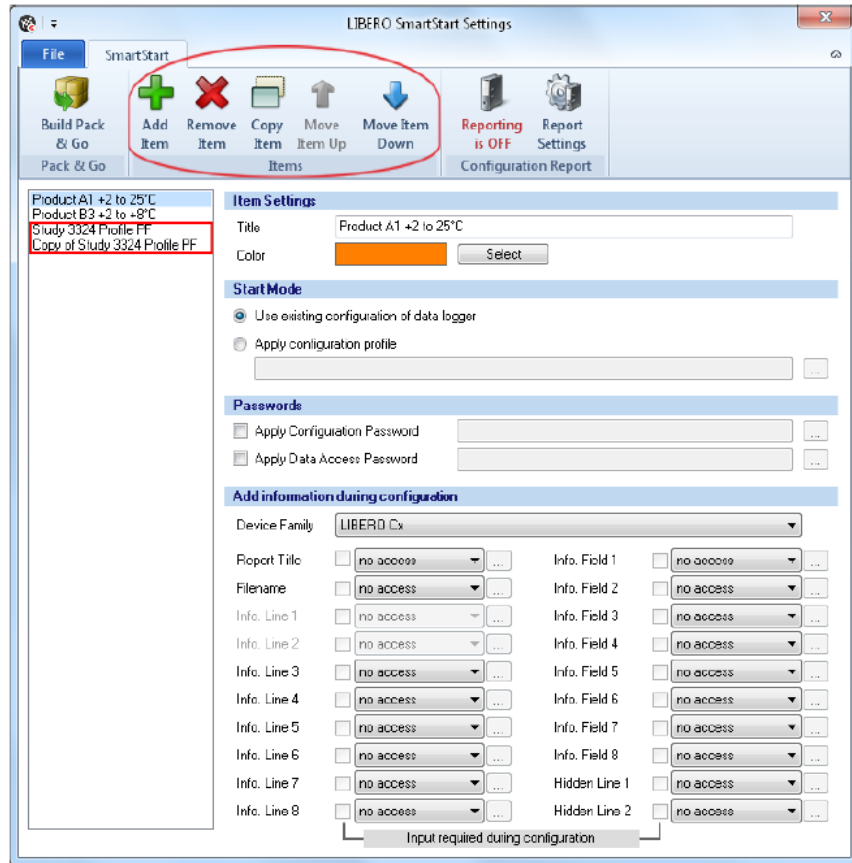 LIBERO SmartStart Settings
File SmartStart
Build Pack & Go
Add Item
Remove Item
Copy Item
Move Item Up
Move Item Down
Reporting is OFF
Report Settings
Pack & Go
Items
Configuration Report
Product A1 +2 to 25°C
Product B3 +2 to +8°C
Study 3324 Profile PF
Copy of Study 3324 Profile PF
Item Settings
Title Product A1 +2 to 25°C
Color Select
Start Mode
Use existing configuration of data logger
Apply configuration profile
...
Passwords
Apply Configuration Password ...
Apply Data Access Password ...
Add information during configuration
Device Family LIBERO Cx
Report Title no access ... Info. Field 1 no access ...
Filename no access ... Info. Field 2 no access ...
Info. Line 1 no access ... Info. Field 3 no access ...
Info. Line 2 no access ... Info. Field 4 no access ...
Info. Line 3 no access ... Info. Field 5 no access ...
Info. Line 4 no access ... Info. Field 6 no access ...
Info. Line 5 no access ... Info. Field 7 no access ...
Info. Line 6 no access ... Info. Field 8 no access ...
Info. Line 7 no access ... Hidden Line 1 no access ...
Info. Line 8 no access ... Hidden Line 2 no access ...
Input required during configuration